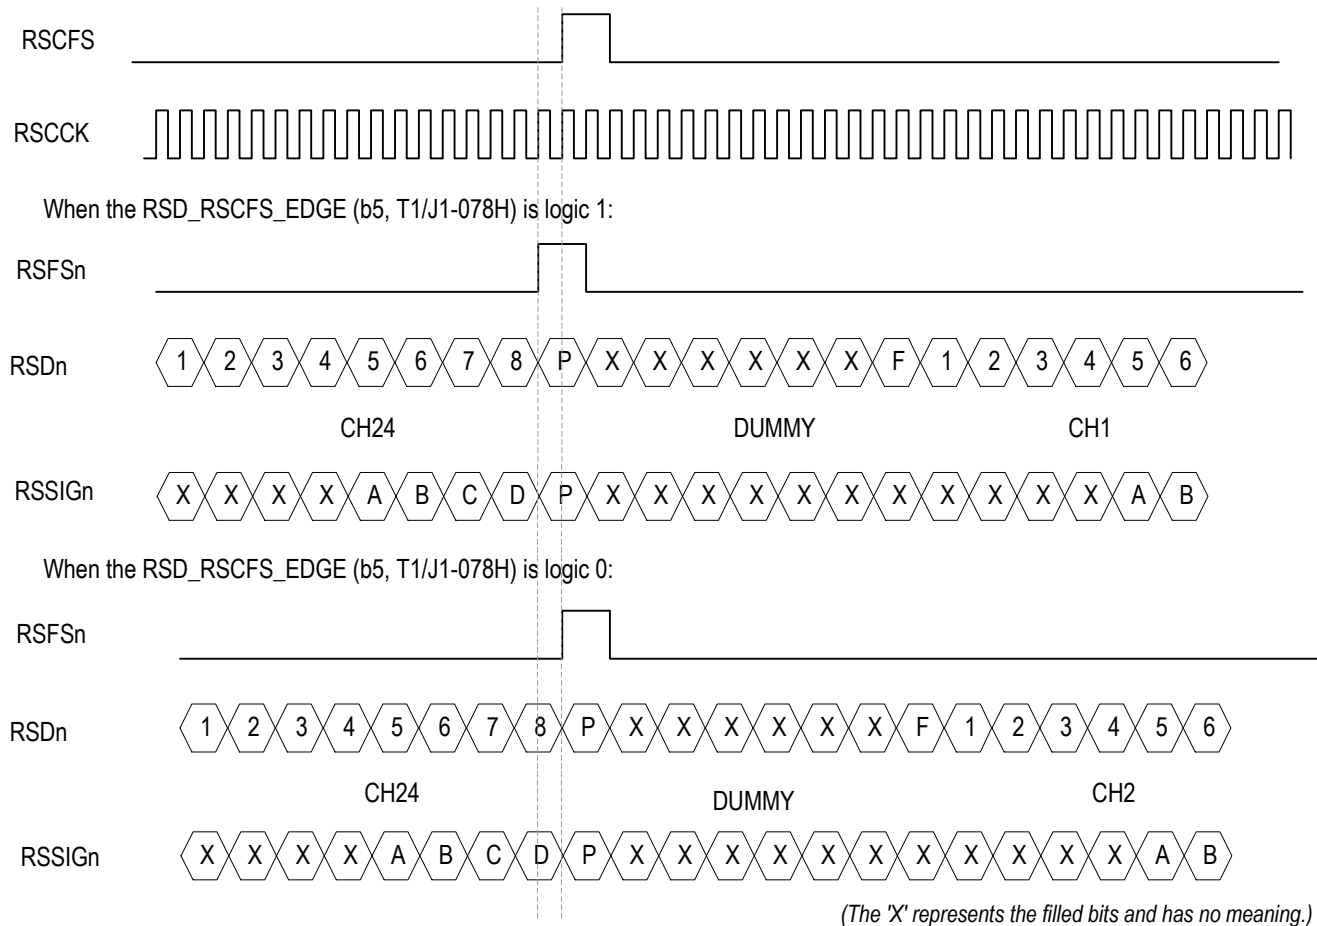 RSCFS
RSCCK
When the RSD_RSCFS_EDGE (b5, T1/J1-078H) is logic 1:
RSFSn
RSDn 1 2 3 4 5 6 7 8 P X X X X X X F 1 2 3 4 5 6
CH24 DUMMY CH1
RSSIGn X X X X A B C D P X X X X X X X X X X X A B
When the RSD_RSCFS_EDGE (b5, T1/J1-078H) is logic 0:
RSFSn
RSDn 1 2 3 4 5 6 7 8 P X X X X X X F 1 2 3 4 5 6
CH24 DUMMY CH2
RSSIGn X X X X A B C D P X X X X X X X X X X X A B
(The 'X' represents the filled bits and has no meaning.)